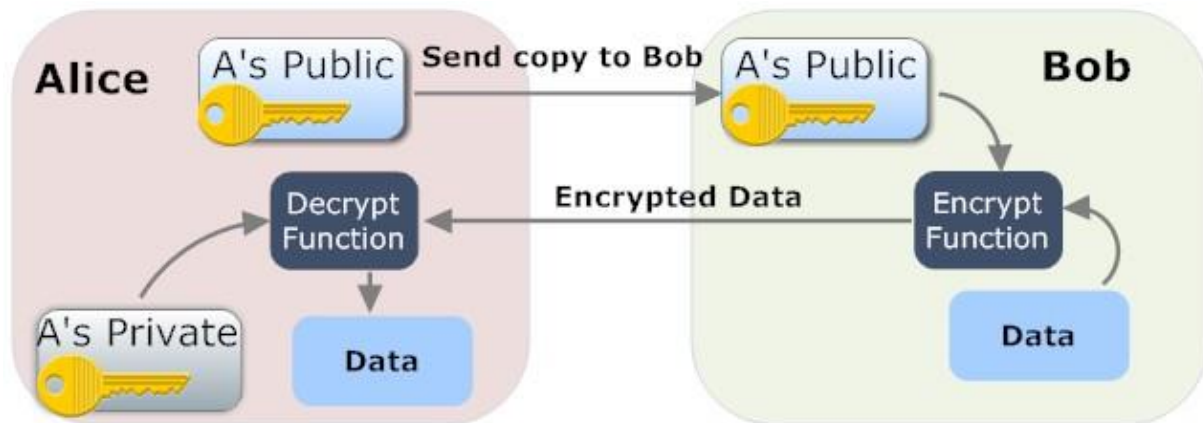 Alice
A's Public
Send copy to Bob
A's Public
Bob
Decrypt
Function
Encrypted Data
Encrypt
Function
A's Private
Data
Data